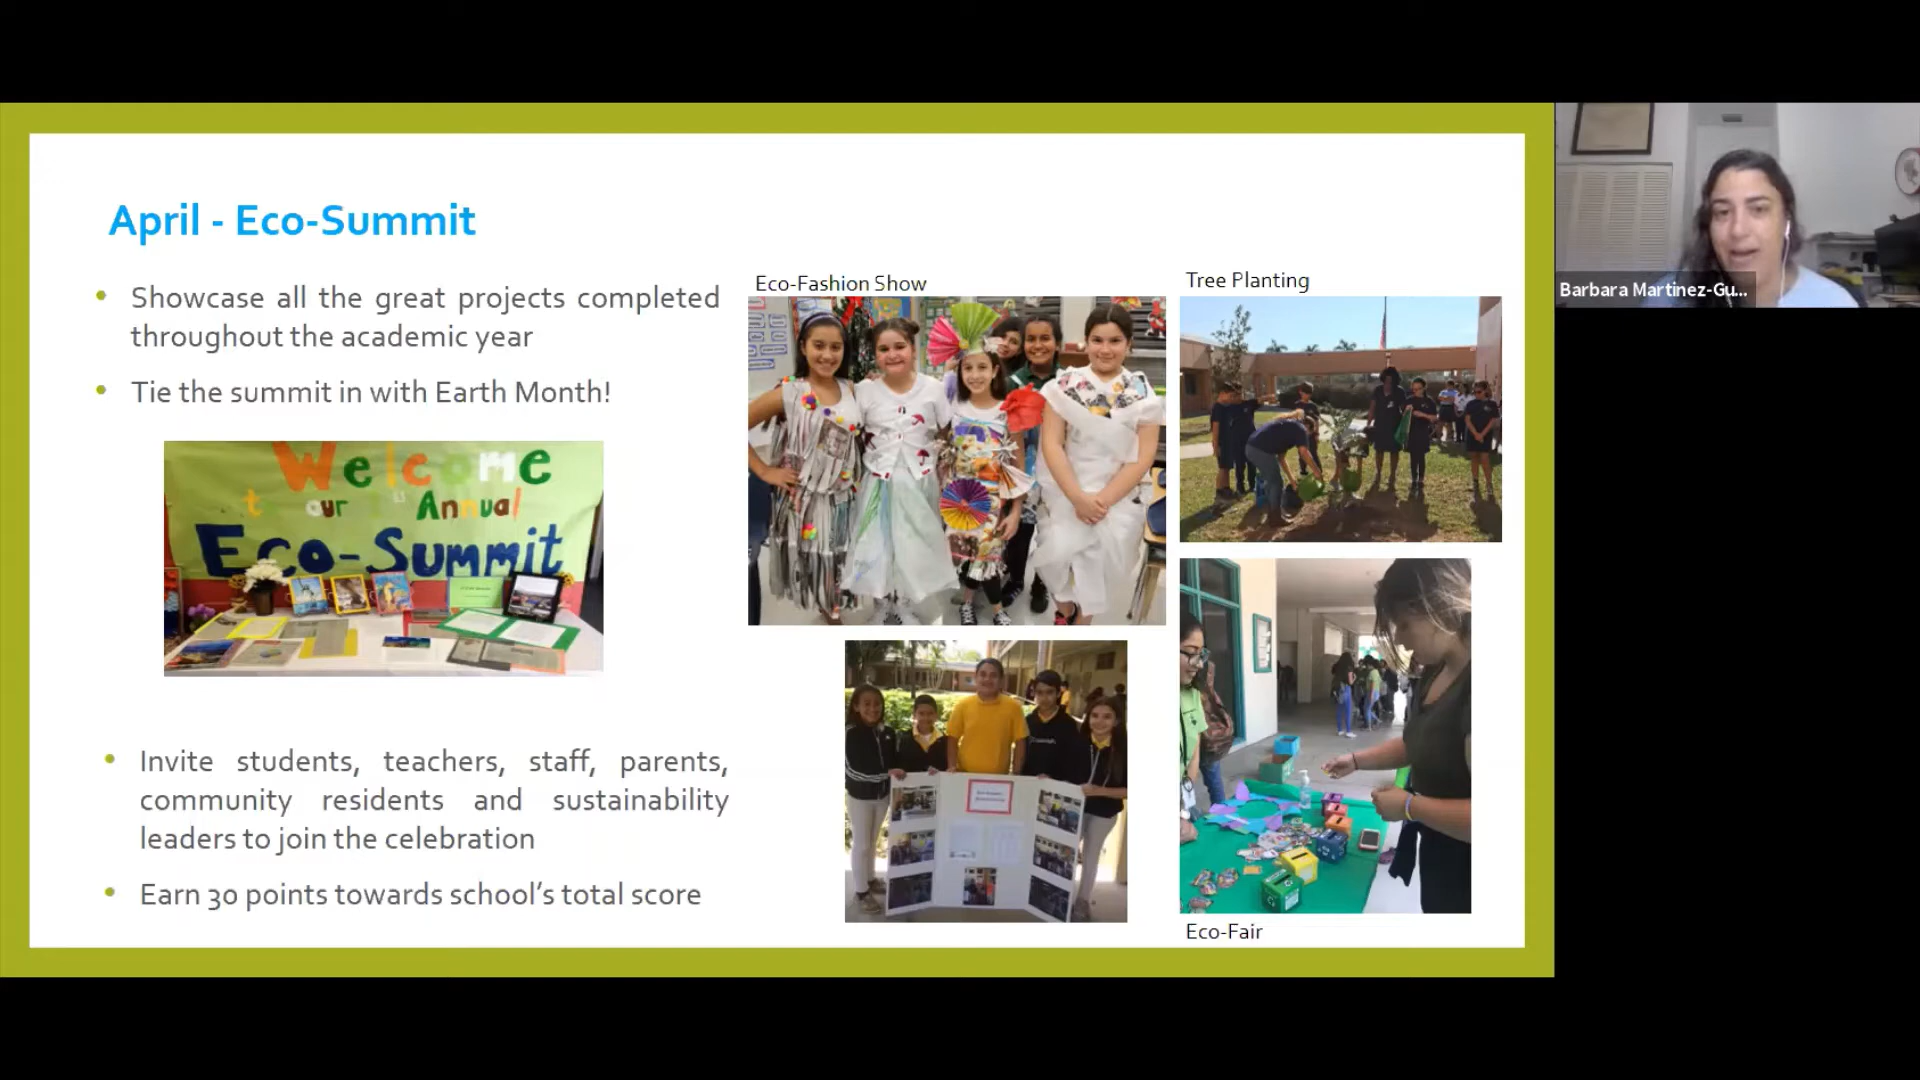 April - Eco-Summit
Showcase all the great projects completed
throughout the academic year
Tie the summit in with Earth Month!
Welcome
to our 1st Annual
Eco-Summit
Invite students, teachers, staff, parents,
community residents and sustainability
leaders to join the celebration
Earn 30 points towards school's total score
Eco-Fashion Show
Tree Planting
Eco-Fair
Barbara Martinez-Gu...